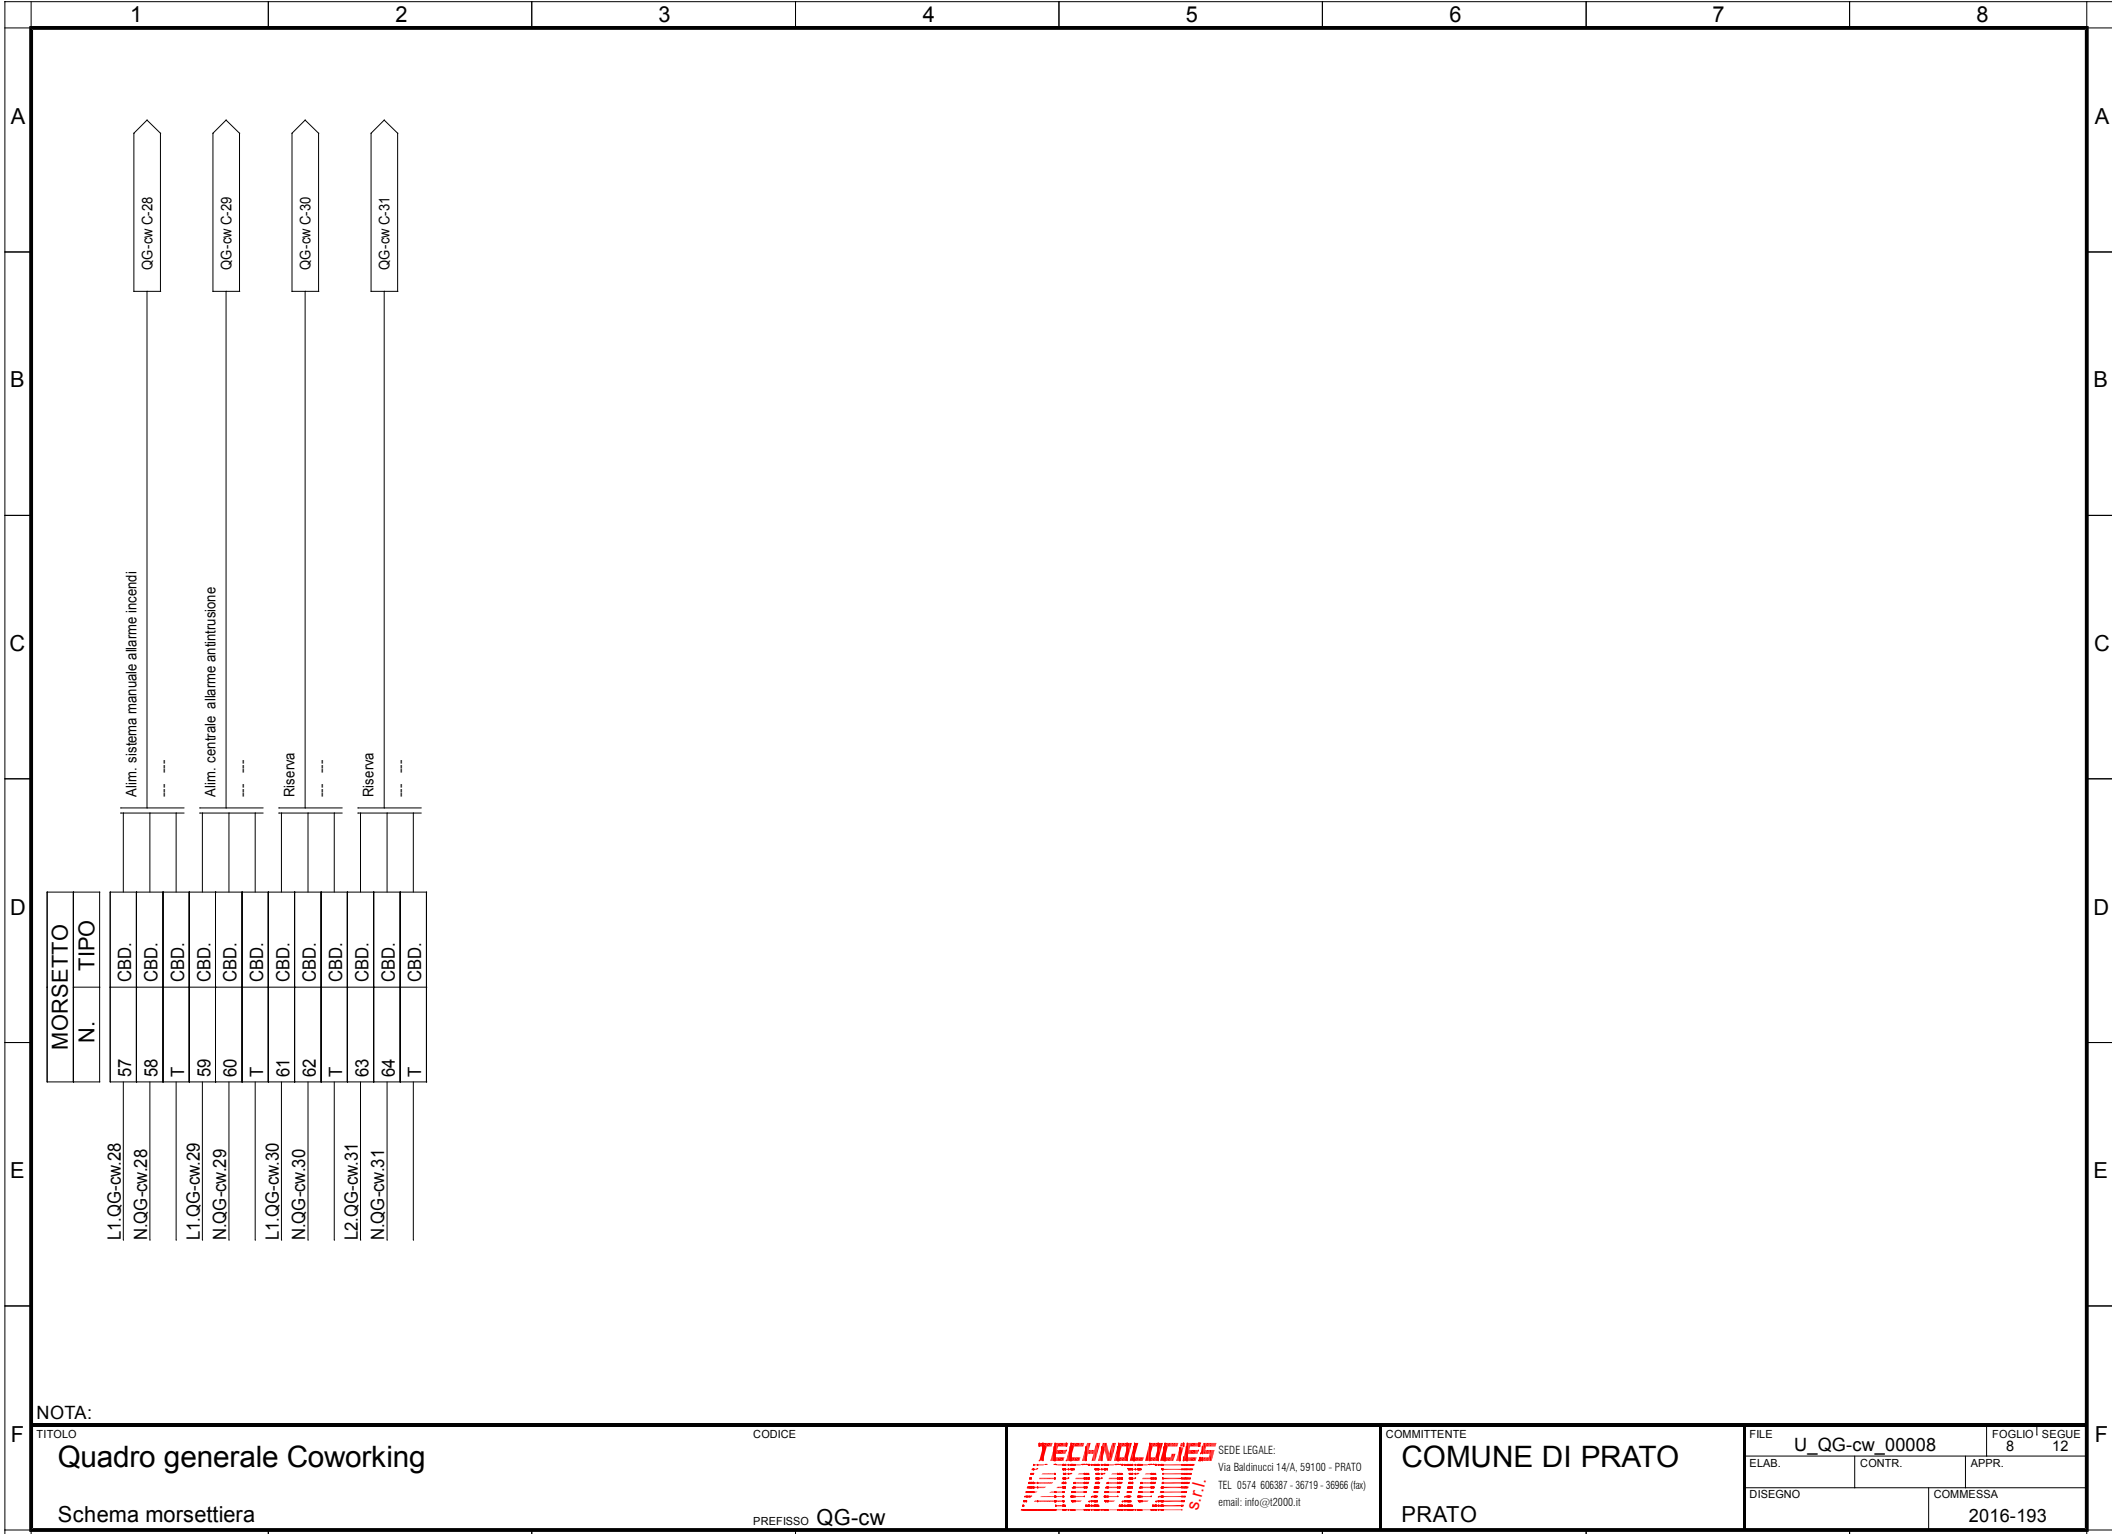 1 2 3 4 5 6 7 8
A A
B B
C C
D D
E E
F F
QG-cw C-28
QG-cw C-29
QG-cw C-30
QG-cw C-31
Alim. sistema manuale allarme incendi
--- ---
Alim. centrale allarme antintrusione
--- ---
Riserva
--- ---
Riserva
--- ---
MORSETTO
N. TIPO
57 CBD.
58 CBD.
T CBD.
59 CBD.
60 CBD.
T CBD.
61 CBD.
62 CBD.
T CBD.
63 CBD.
64 CBD.
T CBD.
L1.QG-cw.28
N.QG-cw.28
L1.QG-cw.29
N.QG-cw.29
L1.QG-cw.30
N.QG-cw.30
L2.QG-cw.31
N.QG-cw.31
NOTA:
TITOLO
Quadro generale Coworking
Schema morsettiera
CODICE
PREFISSO QG-cw
TECHNOLOGIES
2000 s.r.l.
SEDE LEGALE:
Via Baldinucci 14/A, 59100 - PRATO
TEL 0574 606387 - 36719 - 36966 (fax)
email: info@t2000.it
COMMITTENTE
COMUNE DI PRATO
PRATO
FILE U_QG-cw_00008
FOGLIO 8 SEGUE 12
ELAB. CONTR. APPR.
DISEGNO COMMESSA
2016-193